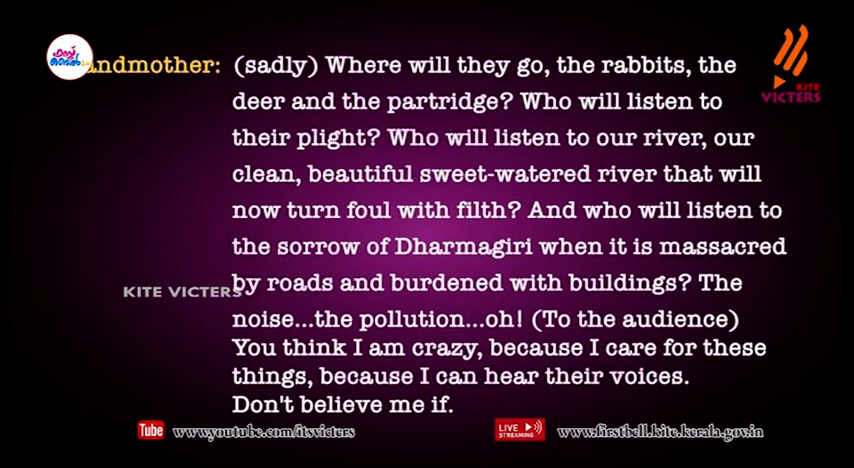 ഫസ്റ്റ്
ബെൽ
andmother: (sadly) Where will they go, the rabbits, the
deer and the partridge? Who will listen to
their plight? Who will listen to our river, our
clean, beautiful sweet-watered river that will
now turn foul with filth? And who will listen to
the sorrow of Dharmagiri when it is massacred
by roads and burdened with buildings? The
noise...the pollution...oh! (To the audience)
You think I am crazy, because I care for these
things, because I can hear their voices.
Don't believe me if.
KITE
VICTERS
KITE VICTERS
Tube www.youtube.com/itsvicters
LIVE
STREAMING
www.firstbell.kite.kerala.gov.in